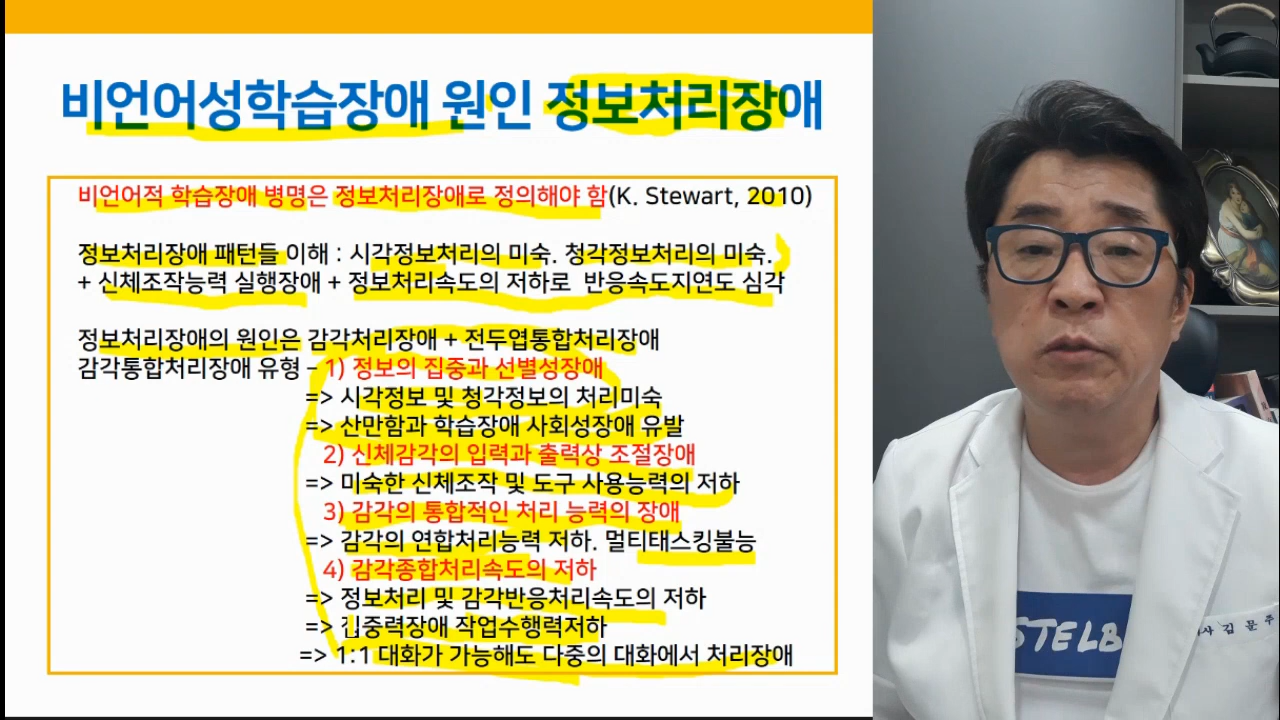 비언어성학습장애 원인 정보처리장애
비언어적 학습장애 병명은 정보처리장애로 정의해야 함(K. Stewart, 2010)
정보처리장애 패턴들 이해 : 시각정보처리의 미숙. 청각정보처리의 미숙.
+ 신체조작능력 실행장애 + 정보처리속도의 저하로 반응속도지연도 심각
정보처리장애의 원인은 감각처리장애 + 전두엽통합처리장애
감각통합처리장애 유형 – 1) 정보의 집중과 선별성장애
=> 시각정보 및 청각정보의 처리미숙
=> 산만함과 학습장애 사회성장애 유발
2) 신체감각의 입력과 출력상 조절장애
=> 미숙한 신체조작 및 도구 사용능력의 저하
3) 감각의 통합적인 처리 능력의 장애
=> 감각의 연합처리능력 저하. 멀티태스킹불능
4) 감각종합처리속도의 저하
=> 정보처리 및 감각반응처리속도의 저하
=> 집중력장애 작업수행력저하
=> 1:1 대화가 가능해도 다중의 대화에서 처리장애
STELB
사 김 문 주